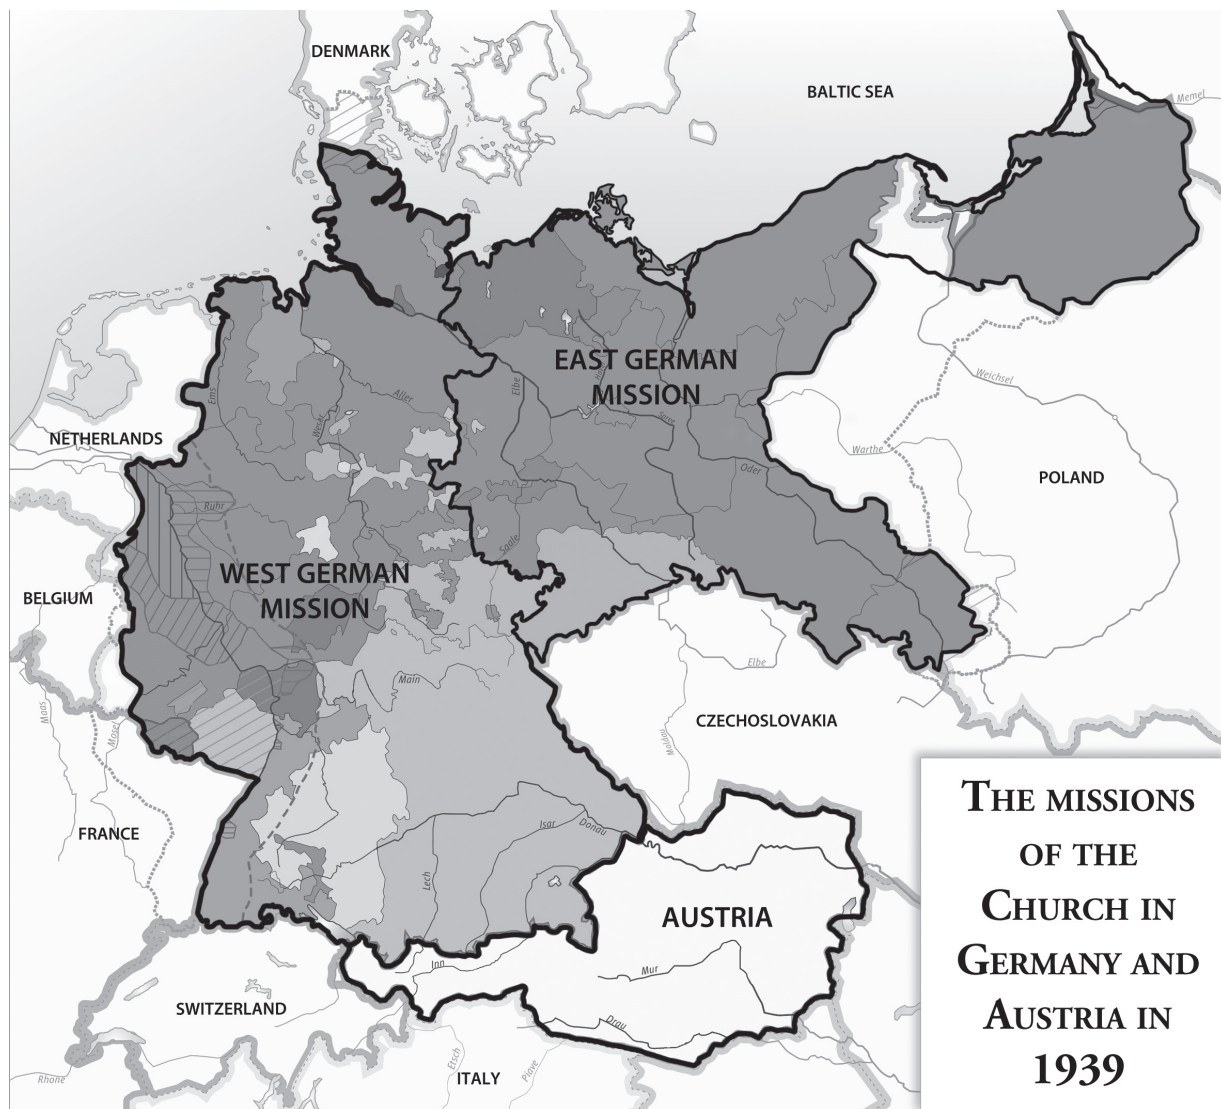 DENMARK
BALTIC SEA
Memel
EAST GERMAN
MISSION
Elbe
Havel
Spree
Ems
Aller
Weser
Weichsel
NETHERLANDS
Warthe
Oder
POLAND
Ruhr
Saale
WEST GERMAN
MISSION
BELGIUM
Elbe
Main
Maas
Mosel
CZECHOSLOVAKIA
Moldau
FRANCE
Isar
Donau
Lech
AUSTRIA
Inn
Mur
SWITZERLAND
Drau
Rhone
Etsch
Piave
ITALY
THE MISSIONS
OF THE
CHURCH IN
GERMANY AND
AUSTRIA IN
1939